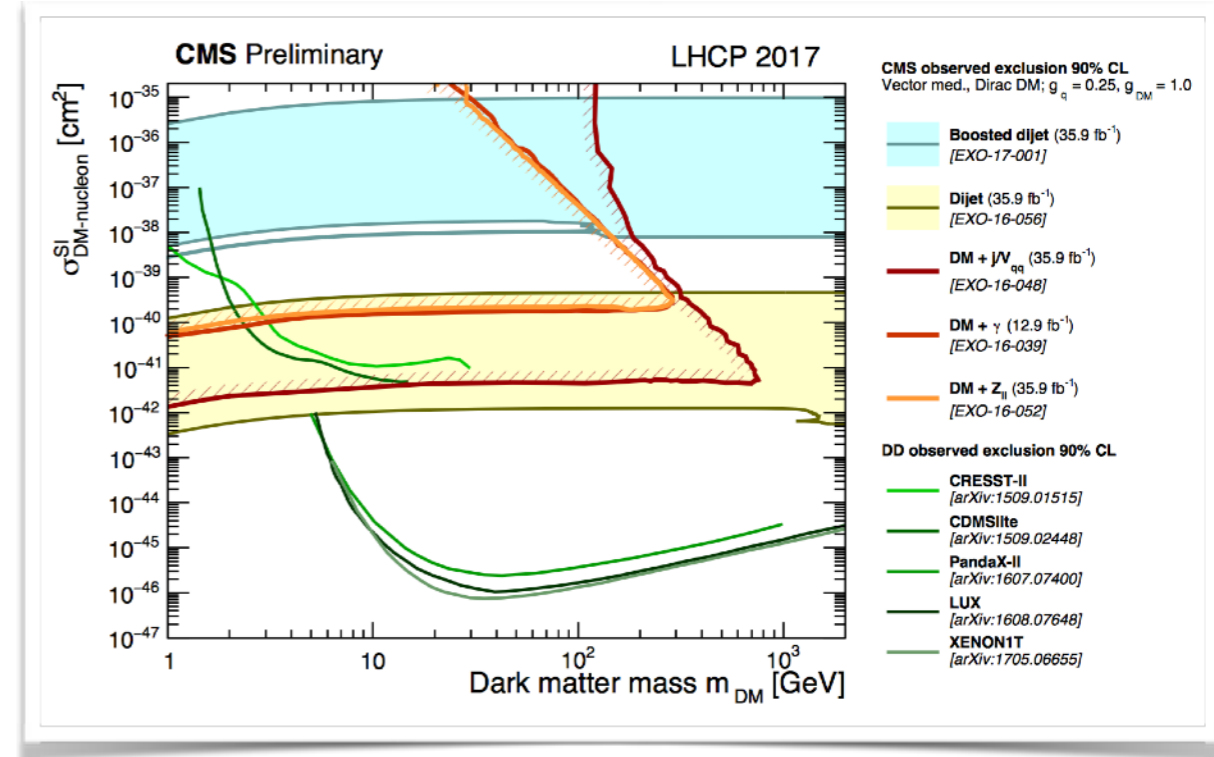 CMS Preliminary LHCP 2017
σ^SI_DM-nucleon [cm²]
10⁻³⁵
10⁻³⁶
10⁻³⁷
10⁻³⁸
10⁻³⁹
10⁻⁴⁰
10⁻⁴¹
10⁻⁴²
10⁻⁴³
10⁻⁴⁴
10⁻⁴⁵
10⁻⁴⁶
10⁻⁴⁷
1 10 10² 10³
Dark matter mass m_DM [GeV]
CMS observed exclusion 90% CL
Vector med., Dirac DM; g_q = 0.25, g_DM = 1.0
Boosted dijet (35.9 fb⁻¹)
[EXO-17-001]
Dijet (35.9 fb⁻¹)
[EXO-16-056]
DM + j/V_qq (35.9 fb⁻¹)
[EXO-16-048]
DM + γ (12.9 fb⁻¹)
[EXO-16-039]
DM + Z_ll (35.9 fb⁻¹)
[EXO-16-052]
DD observed exclusion 90% CL
CRESST-II
[arXiv:1509.01515]
CDMSlite
[arXiv:1509.02448]
PandaX-II
[arXiv:1607.07400]
LUX
[arXiv:1608.07648]
XENON1T
[arXiv:1705.06655]